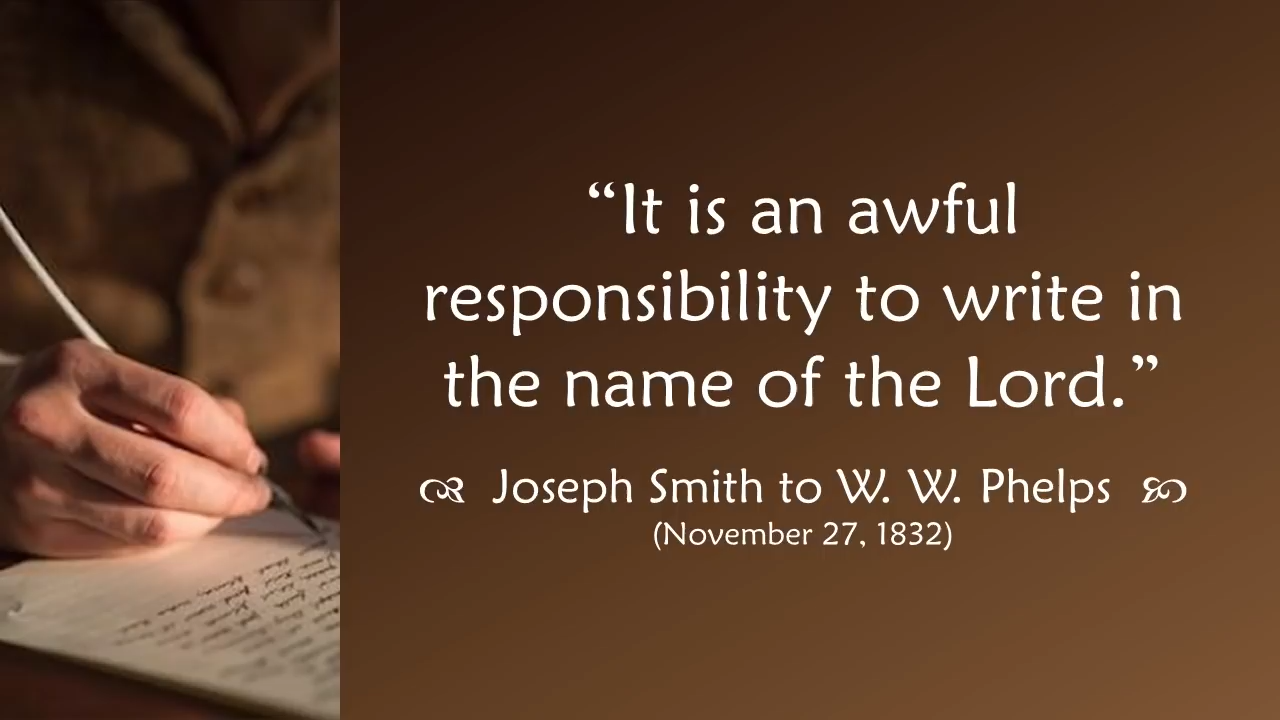 “It is an awful
responsibility to write in
the name of the Lord.”
Joseph Smith to W. W. Phelps
(November 27, 1832)